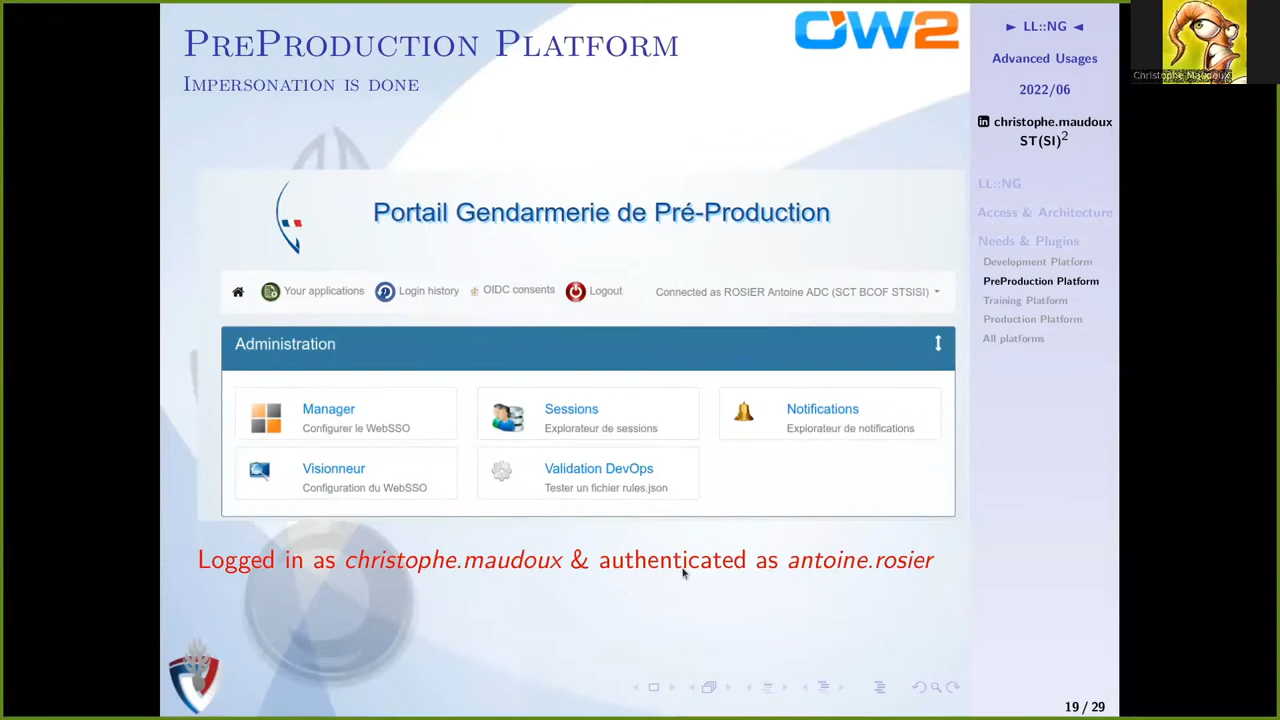 PreProduction Platform
Impersonation is done
OW2
Portail Gendarmerie de Pré-Production
Your applications
Login history
OIDC consents
Logout
Connected as ROSIER Antoine ADC (SCT BCOF STSISI)
Administration
Manager
Configurer le WebSSO
Sessions
Explorateur de sessions
Notifications
Explorateur de notifications
Visionneur
Configuration du WebSSO
Validation DevOps
Tester un fichier rules.json
Logged in as christophe.maudoux & authenticated as antoine.rosier
► LL::NG ◄
Advanced Usages
2022/06
in christophe.maudoux
ST(SI)²
LL::NG
Access & Architecture
Needs & Plugins
Development Platform
PreProduction Platform
Training Platform
Production Platform
All platforms
19 / 29
Christophe Maudoux